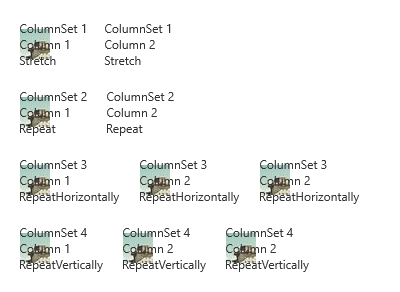 ColumnSet 1 ColumnSet 1
Column 1 Column 2
Stretch Stretch
ColumnSet 2 ColumnSet 2
Column 1 Column 2
Repeat Repeat
ColumnSet 3 ColumnSet 3 ColumnSet 3
Column 1 Column 2 Column 2
RepeatHorizontally RepeatHorizontally RepeatHorizontally
ColumnSet 4 ColumnSet 4 ColumnSet 4
Column 1 Column 2 Column 2
RepeatVertically RepeatVertically RepeatVertically